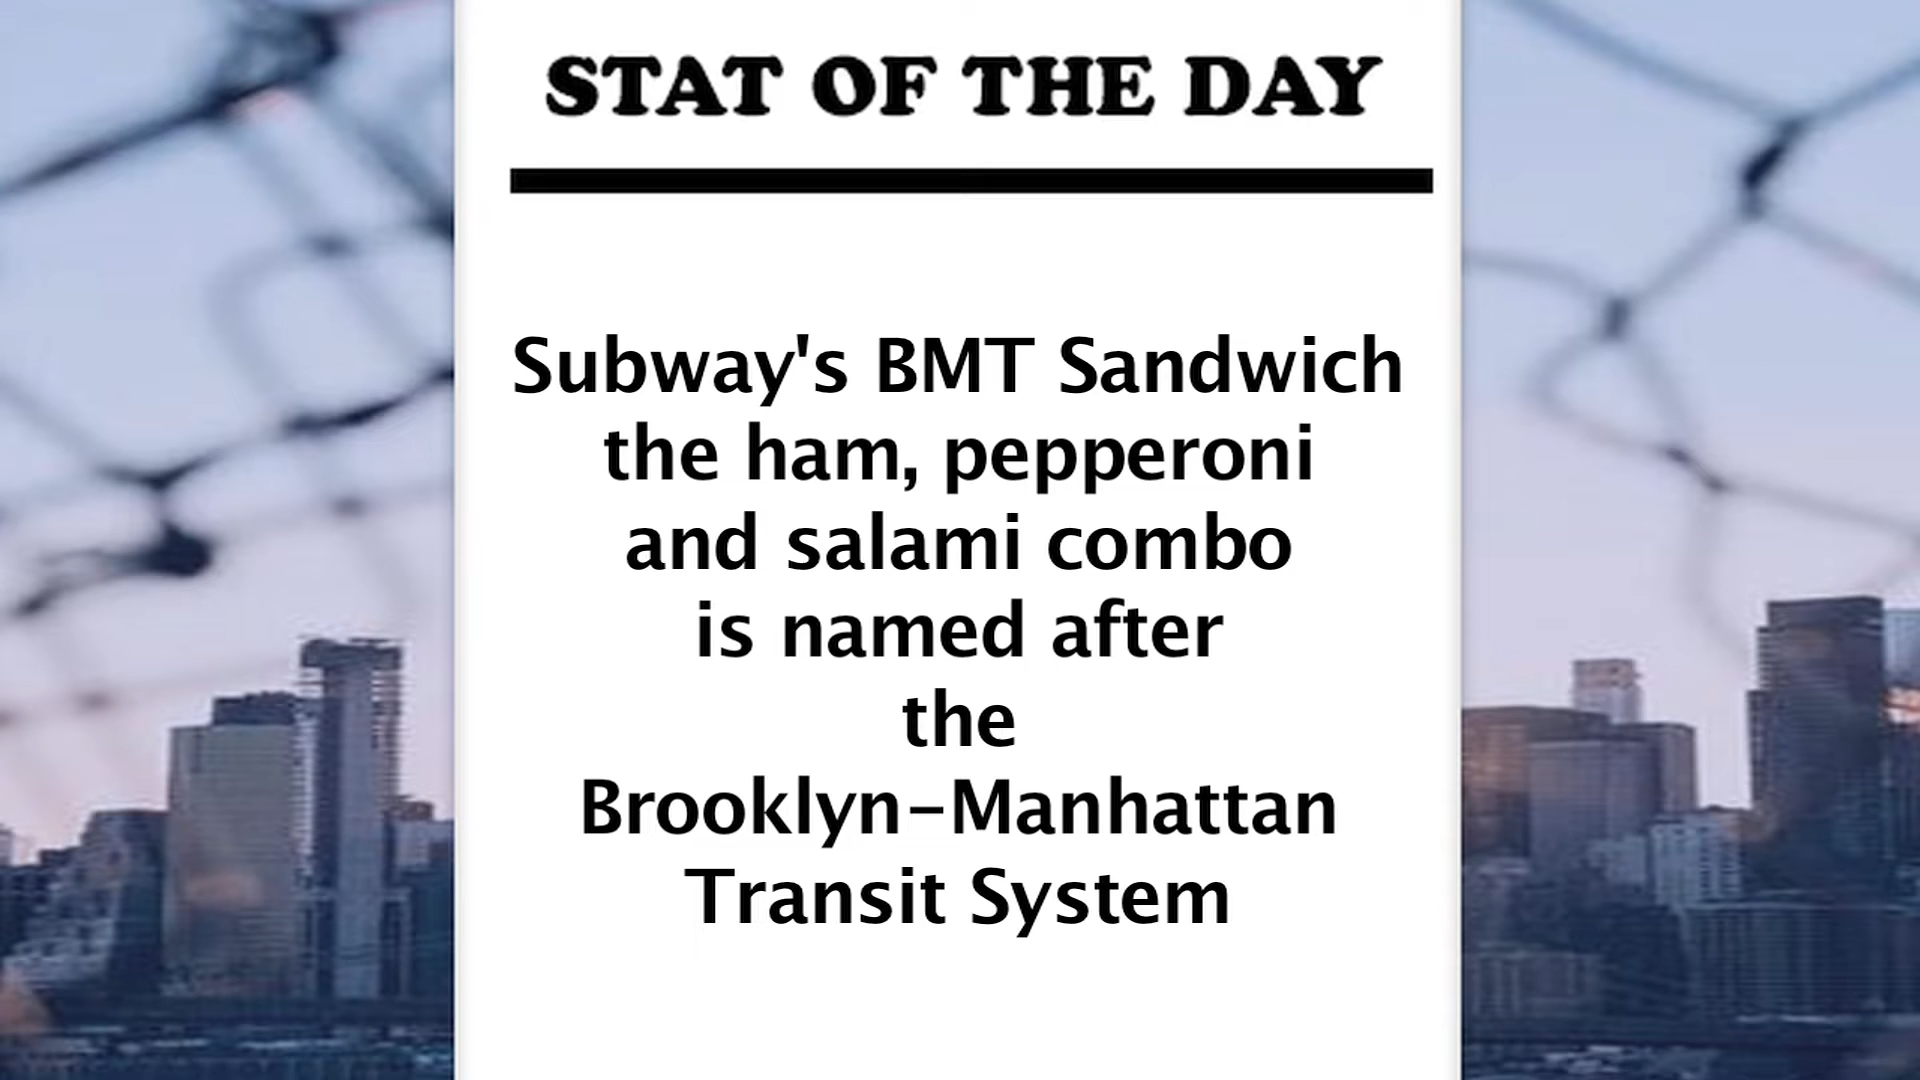 STAT OF THE DAY
Subway's BMT Sandwich
the ham, pepperoni
and salami combo
is named after
the
Brooklyn-Manhattan
Transit System